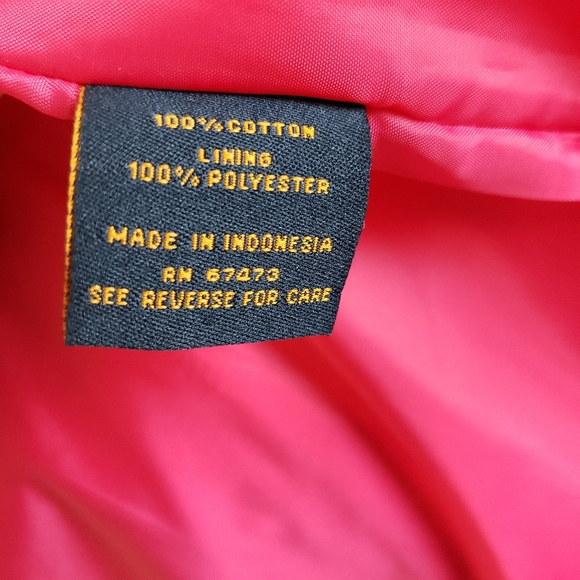 100% COTTON
LINING
100% POLYESTER
MADE IN INDONESIA
RN 67473
SEE REVERSE FOR CARE